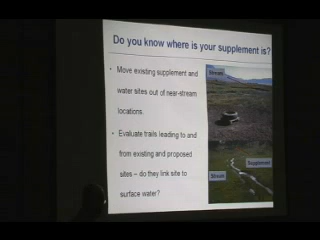 Do you know where is your supplement is?
• Move existing supplement and
water sites out of near-stream
locations.
• Evaluate trails leading to and
from existing and proposed
sites – do they link site to
surface water?
Stream
Supplement
Stream